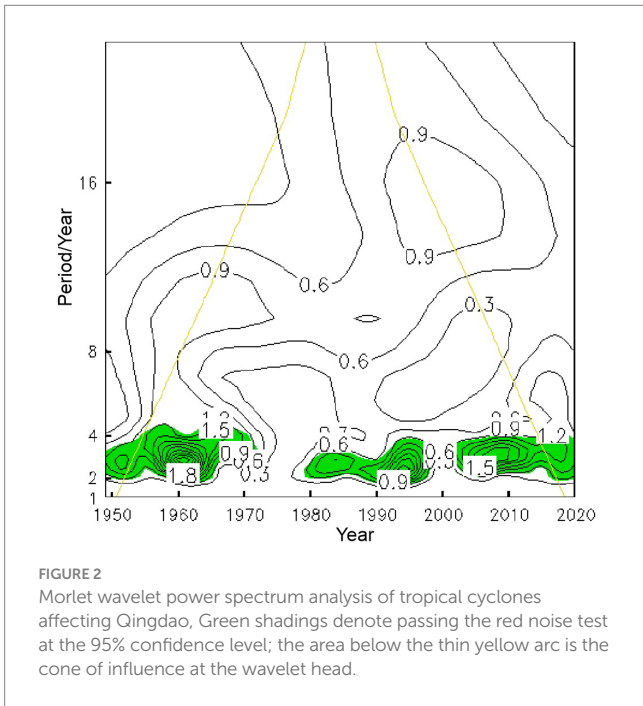 0.9
16
0.9
0.9
0.6
0.3
8
0.6
1.5
0.9
1.2
4
0.6
0.9
0.6
1.5
0.3
2
1.8
0.9
1
1950 1960 1970 1980 1990 2000 2010 2020
Period/Year
Year
FIGURE 2
Morlet wavelet power spectrum analysis of tropical cyclones
affecting Qingdao, Green shadings denote passing the red noise test
at the 95% confidence level; the area below the thin yellow arc is the
cone of influence at the wavelet head.